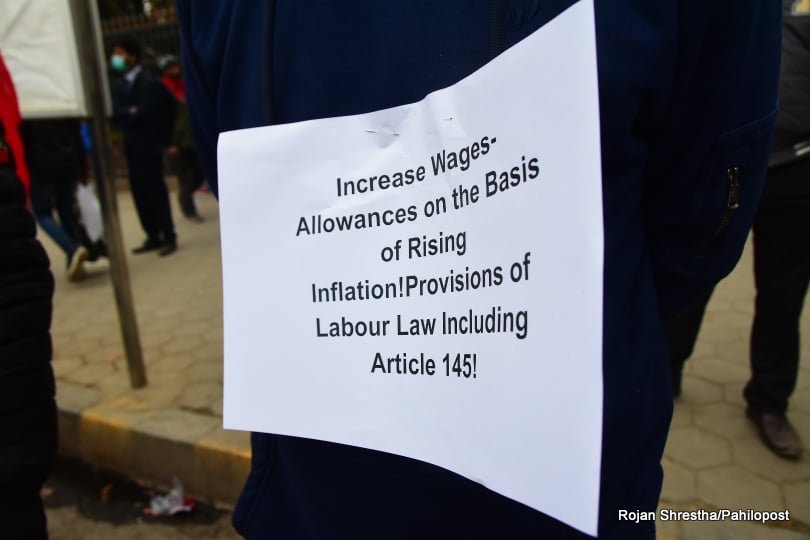 Increase Wages-
Allowances on the Basis
of Rising
Inflation!Provisions of
Labour Law Including
Article 145!
Rojan Shrestha/Pahilopost